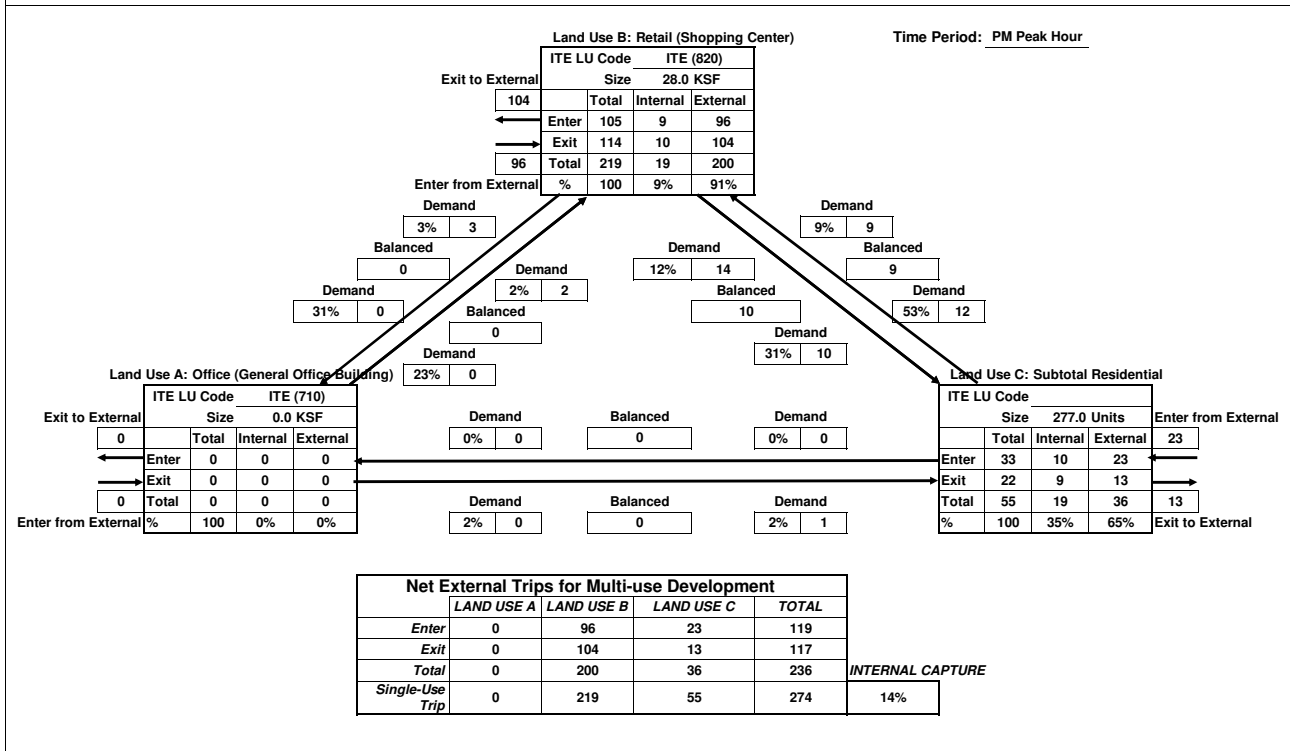 Land Use B: Retail (Shopping Center)
Time Period: PM Peak Hour
ITE LU Code ITE (820)
Exit to External Size 28.0 KSF
104 Total Internal External
Enter 105 9 96
Exit 114 10 104
96 Total 219 19 200
Enter from External % 100 9% 91%
Demand
3% 3
Balanced
0
Demand
31% 0
Demand
2% 2
Balanced
0
Demand
23% 0
Demand
12% 14
Balanced
10
Demand
31% 10
Demand
9% 9
Balanced
9
Demand
53% 12
Land Use A: Office (General Office Building)
ITE LU Code ITE (710)
Exit to External Size 0.0 KSF
0 Total Internal External
Enter 0 0 0
Exit 0 0 0
0 Total 0 0 0
Enter from External % 100 0% 0%
Demand Balanced Demand
0% 0 0 0% 0
Demand Balanced Demand
2% 0 0 2% 1
Land Use C: Subtotal Residential
ITE LU Code
Size 277.0 Units Enter from External
Total Internal External 23
Enter 33 10 23
Exit 22 9 13
Total 55 19 36 13
% 100 35% 65% Exit to External
Net External Trips for Multi-use Development
LAND USE A LAND USE B LAND USE C TOTAL
Enter 0 96 23 119
Exit 0 104 13 117
Total 0 200 36 236 INTERNAL CAPTURE
Single-Use
Trip 0 219 55 274 14%